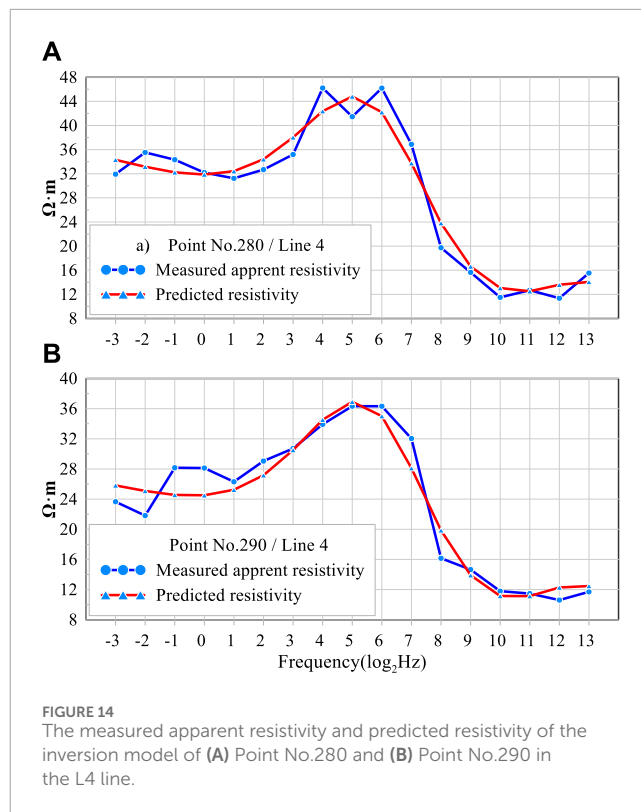 A
48
44
40
36
32
28
24
20
16
12
8
Ω·m
a) Point No.280 / Line 4
Measured apprent resistivity
Predicted resistivity
-3 -2 -1 0 1 2 3 4 5 6 7 8 9 10 11 12 13
B
40
36
32
28
24
20
16
12
8
Ω·m
Point No.290 / Line 4
Measured apprent resistivity
Predicted resistivity
-3 -2 -1 0 1 2 3 4 5 6 7 8 9 10 11 12 13
Frequency(log₂Hz)
FIGURE 14
The measured apparent resistivity and predicted resistivity of the
inversion model of (A) Point No.280 and (B) Point No.290 in
the L4 line.